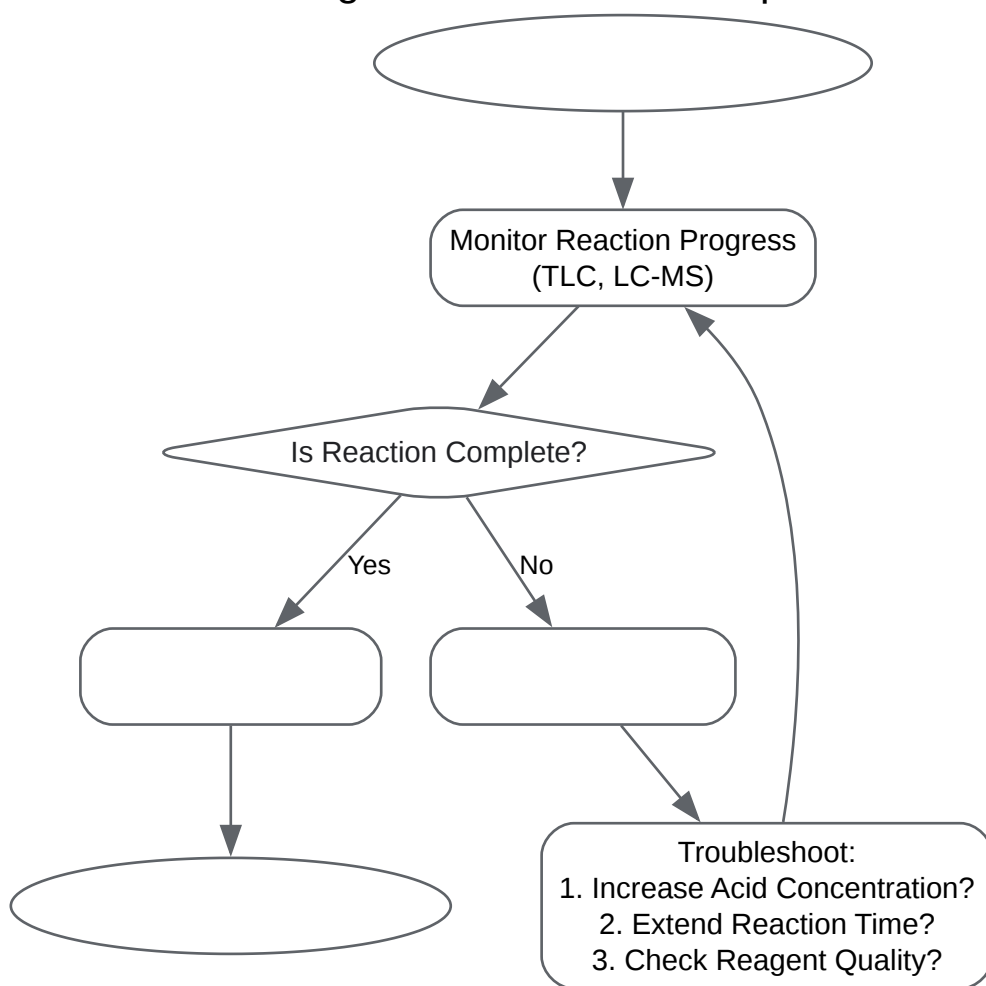 Monitor Reaction Progress
(TLC, LC-MS)
Is Reaction Complete?
Yes
No
Troubleshoot:
1. Increase Acid Concentration?
2. Extend Reaction Time?
3. Check Reagent Quality?